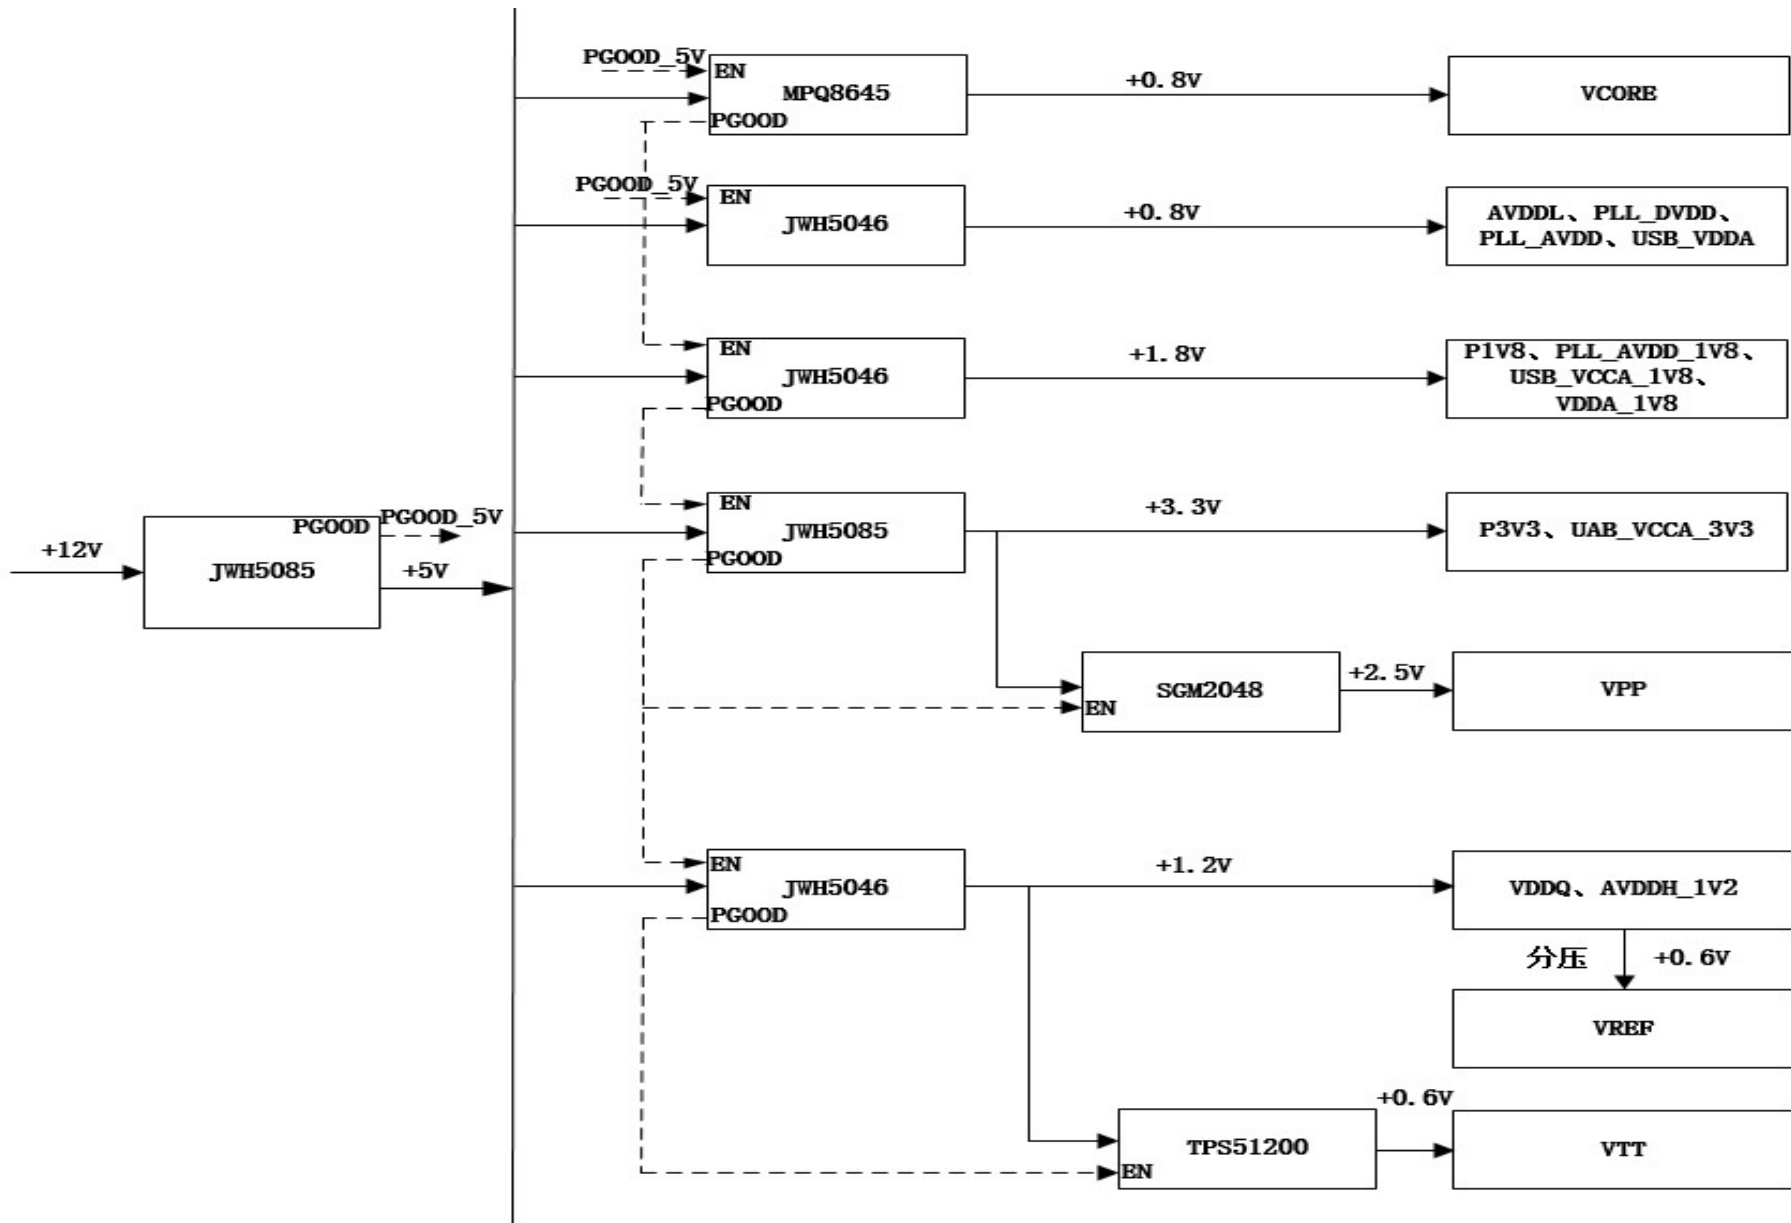 PGOOD_5V
EN
MPQ8645
PGOOD
+0.8V
VCORE
PGOOD_5V
EN
JWH5046
+0.8V
AVDDL、PLL_DVDD、
PLL_AVDD、USB_VDDA
EN
JWH5046
PGOOD
+1.8V
P1V8、PLL_AVDD_1V8、
USB_VCCA_1V8、
VDDA_1V8
EN
JWH5085
PGOOD
+3.3V
P3V3、UAB_VCCA_3V3
+12V
PGOOD
JWH5085
PGOOD_5V
+5V
SGM2048
EN
+2.5V
VPP
EN
JWH5046
PGOOD
+1.2V
VDDQ、AVDDH_1V2
分压
+0.6V
VREF
TPS51200
EN
+0.6V
VTT